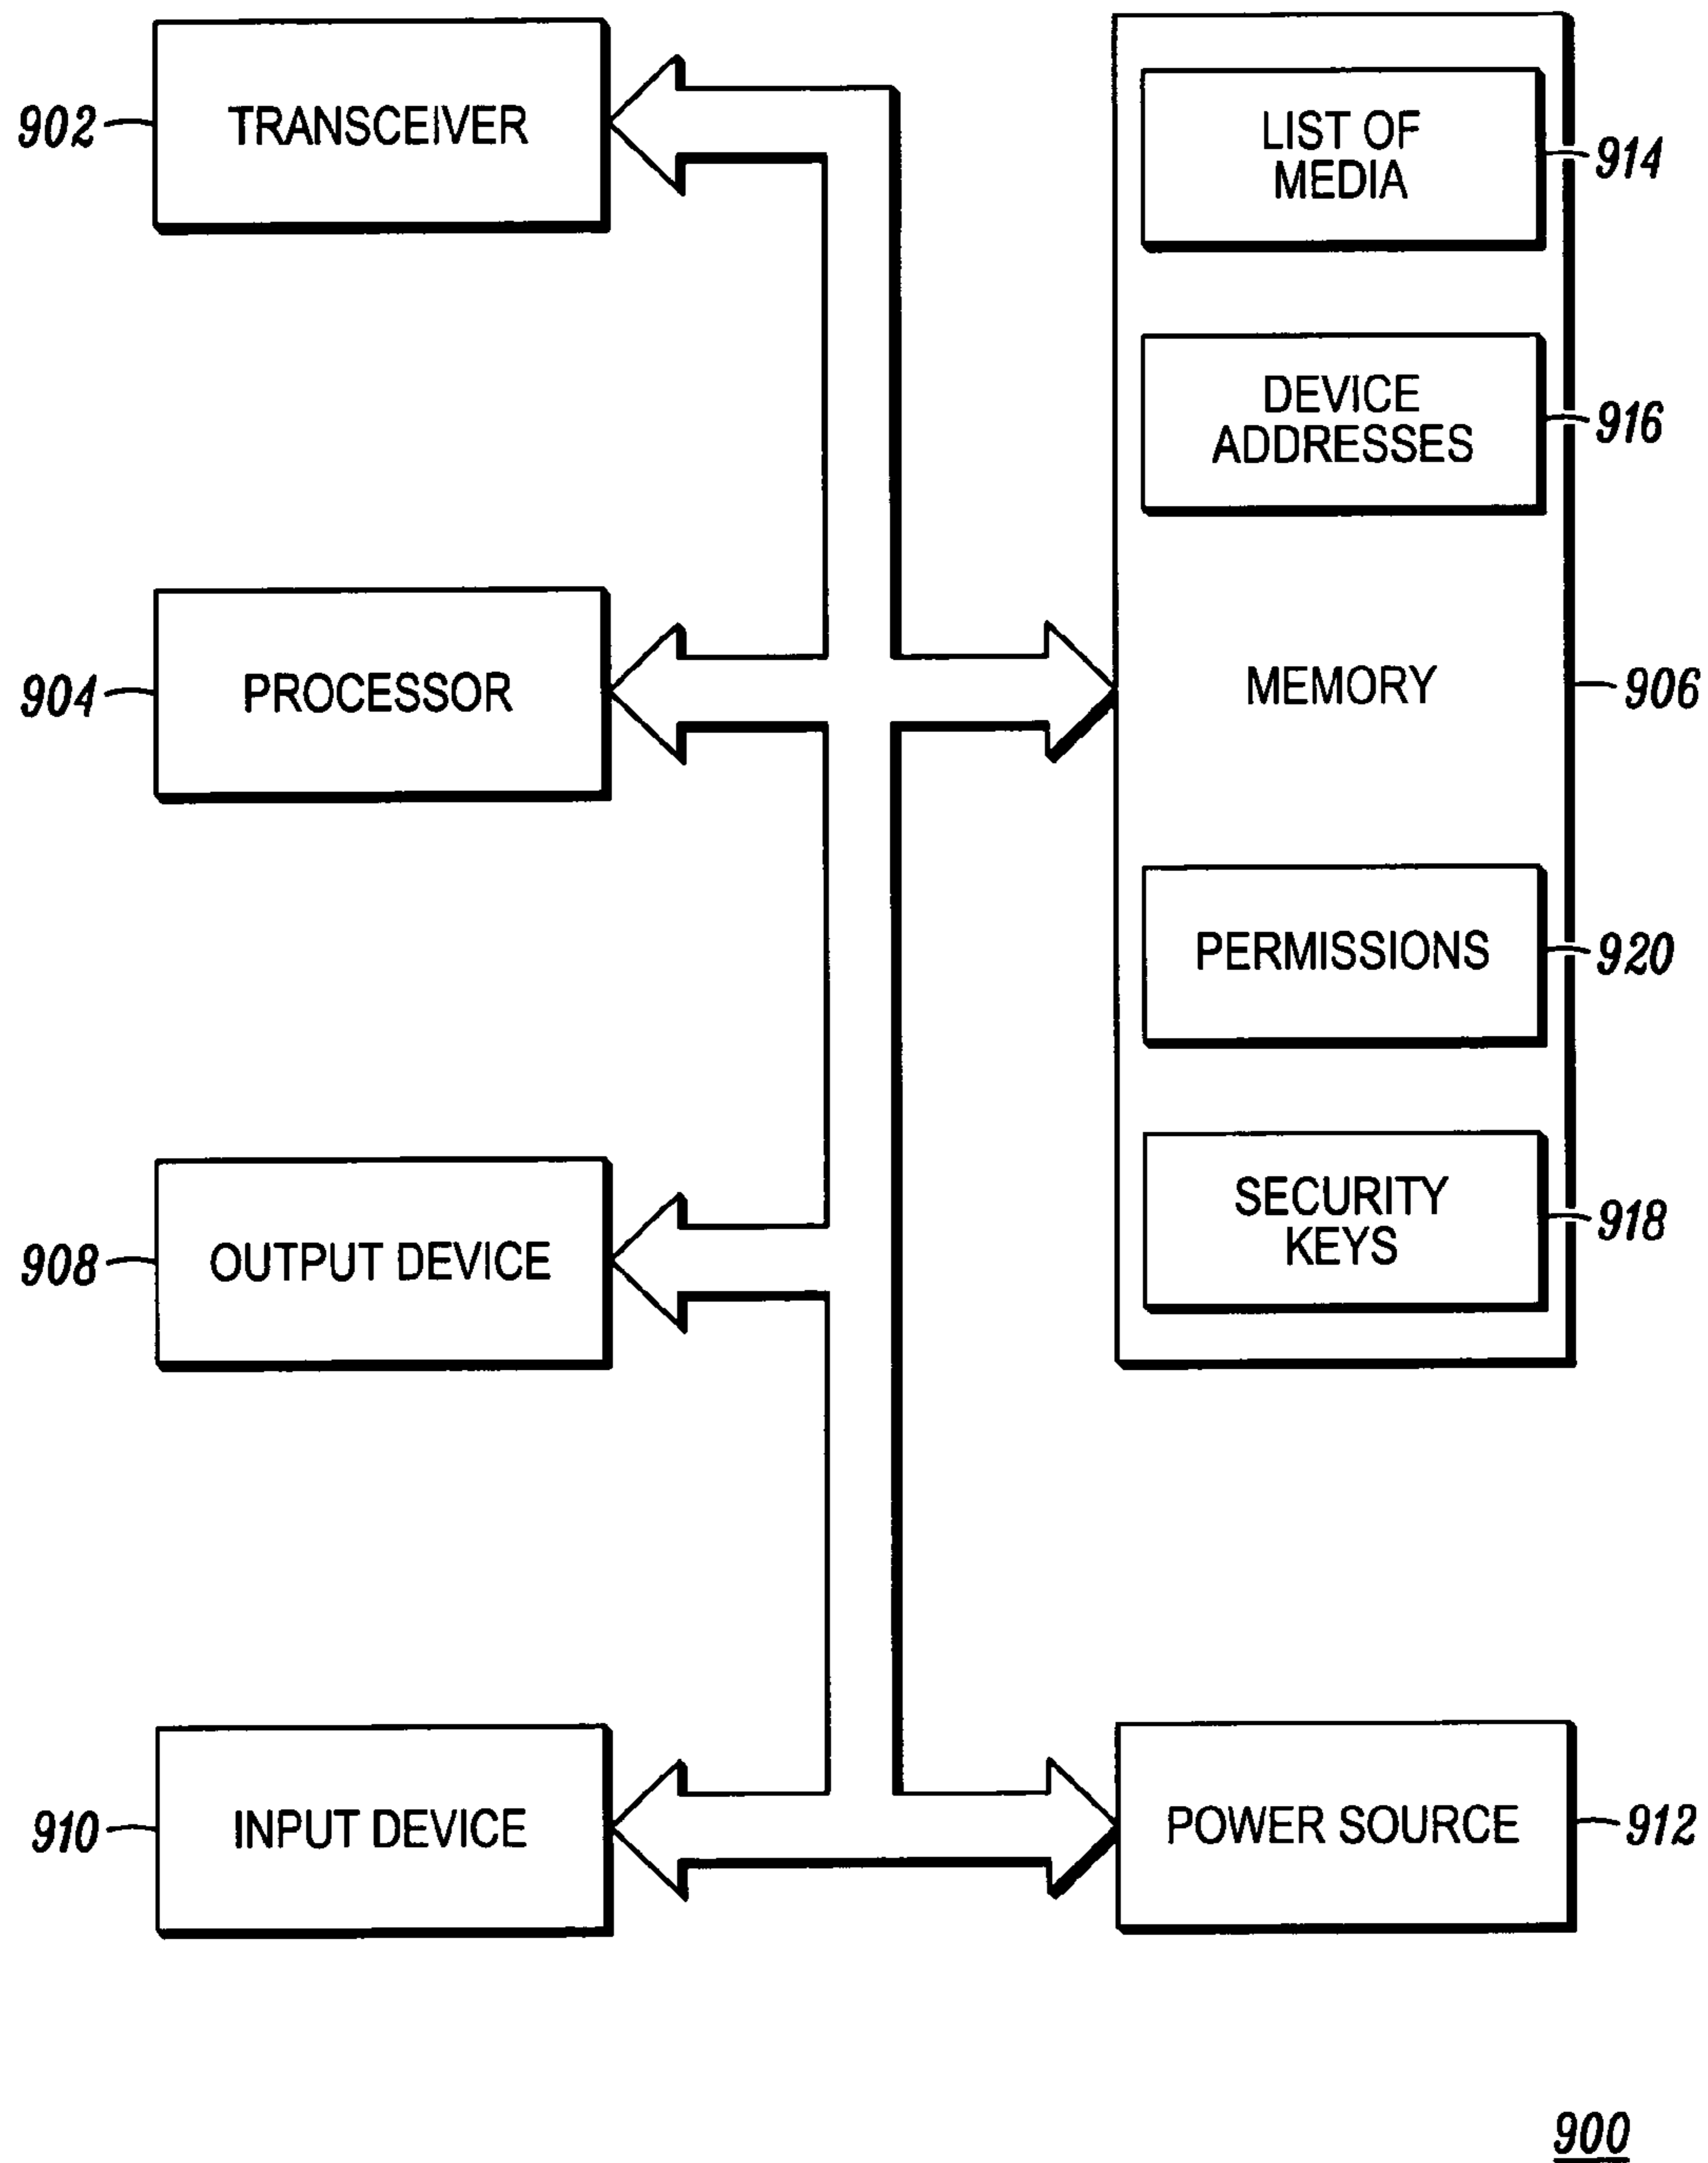 902
TRANSCEIVER
LIST OF
MEDIA
914
DEVICE
ADDRESSES
916
904
PROCESSOR
MEMORY
906
PERMISSIONS
920
908
OUTPUT DEVICE
SECURITY
KEYS
918
910
INPUT DEVICE
POWER SOURCE
912
900